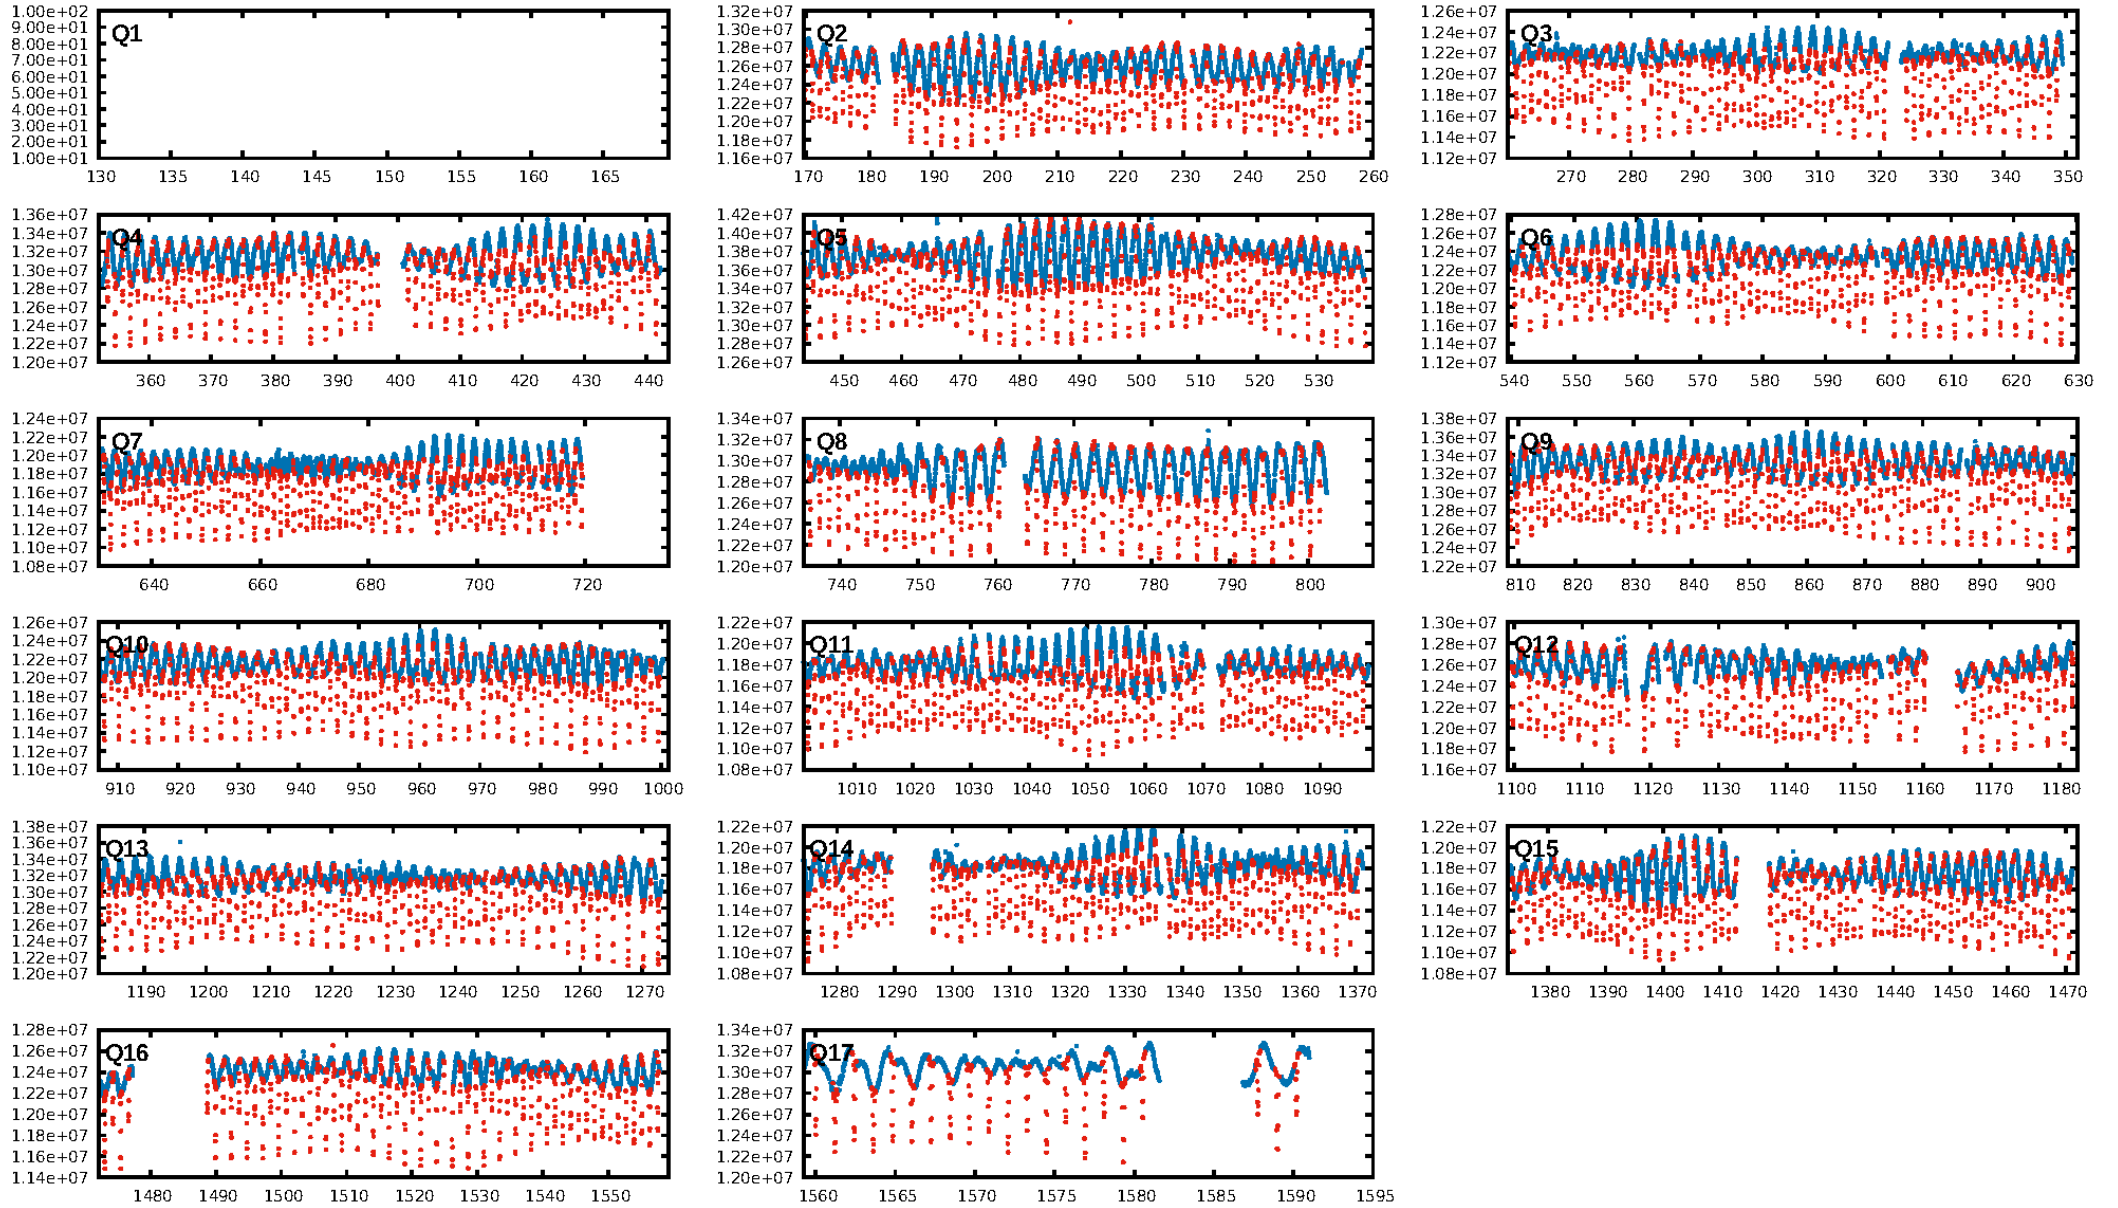 1.00e+02 9.00e+01 8.00e+01 7.00e+01 6.00e+01 5.00e+01 4.00e+01 3.00e+01 2.00e+01 1.00e+01
Q1
130 135 140 145 150 155 160 165
1.32e+07 1.30e+07 1.28e+07 1.26e+07 1.24e+07 1.22e+07 1.20e+07 1.18e+07 1.16e+07
Q2
170 180 190 200 210 220 230 240 250 260
1.26e+07 1.24e+07 1.22e+07 1.20e+07 1.18e+07 1.16e+07 1.14e+07 1.12e+07
Q3
270 280 290 300 310 320 330 340 350
1.36e+07 1.34e+07 1.32e+07 1.30e+07 1.28e+07 1.26e+07 1.24e+07 1.22e+07 1.20e+07
Q4
360 370 380 390 400 410 420 430 440
1.42e+07 1.40e+07 1.38e+07 1.36e+07 1.34e+07 1.32e+07 1.30e+07 1.28e+07 1.26e+07
Q5
450 460 470 480 490 500 510 520 530
1.28e+07 1.26e+07 1.24e+07 1.22e+07 1.20e+07 1.18e+07 1.16e+07 1.14e+07 1.12e+07
Q6
540 550 560 570 580 590 600 610 620 630
1.24e+07 1.22e+07 1.20e+07 1.18e+07 1.16e+07 1.14e+07 1.12e+07 1.10e+07 1.08e+07
Q7
640 660 680 700 720
1.34e+07 1.32e+07 1.30e+07 1.28e+07 1.26e+07 1.24e+07 1.22e+07 1.20e+07
Q8
740 750 760 770 780 790 800
1.38e+07 1.36e+07 1.34e+07 1.32e+07 1.30e+07 1.28e+07 1.26e+07 1.24e+07 1.22e+07
Q9
810 820 830 840 850 860 870 880 890 900
1.26e+07 1.24e+07 1.22e+07 1.20e+07 1.18e+07 1.16e+07 1.14e+07 1.12e+07 1.10e+07
Q10
910 920 930 940 950 960 970 980 990 1000
1.22e+07 1.20e+07 1.18e+07 1.16e+07 1.14e+07 1.12e+07 1.10e+07 1.08e+07
Q11
1010 1020 1030 1040 1050 1060 1070 1080 1090
1.30e+07 1.28e+07 1.26e+07 1.24e+07 1.22e+07 1.20e+07 1.18e+07 1.16e+07
Q12
1100 1110 1120 1130 1140 1150 1160 1170 1180
1.38e+07 1.36e+07 1.34e+07 1.32e+07 1.30e+07 1.28e+07 1.26e+07 1.24e+07 1.22e+07 1.20e+07
Q13
1190 1200 1210 1220 1230 1240 1250 1260 1270
1.22e+07 1.20e+07 1.18e+07 1.16e+07 1.14e+07 1.12e+07 1.10e+07 1.08e+07
Q14
1280 1290 1300 1310 1320 1330 1340 1350 1360 1370
1.22e+07 1.20e+07 1.18e+07 1.16e+07 1.14e+07 1.12e+07 1.10e+07 1.08e+07
Q15
1380 1390 1400 1410 1420 1430 1440 1450 1460 1470
1.28e+07 1.26e+07 1.24e+07 1.22e+07 1.20e+07 1.18e+07 1.16e+07 1.14e+07
Q16
1480 1490 1500 1510 1520 1530 1540 1550
1.34e+07 1.32e+07 1.30e+07 1.28e+07 1.26e+07 1.24e+07 1.22e+07 1.20e+07
Q17
1560 1565 1570 1575 1580 1585 1590 1595